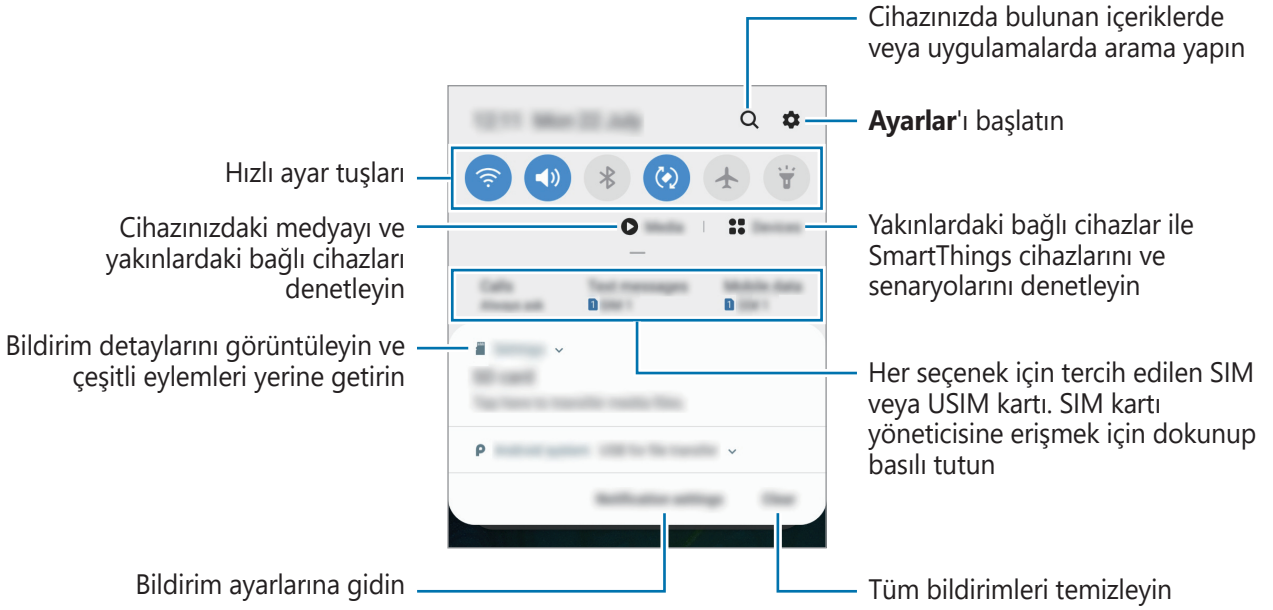 Cihazınızda bulunan içeriklerde
veya uygulamalarda arama yapın
Ayarlar'ı başlatın
Hızlı ayar tuşları
Cihazınızdaki medyayı ve
yakınlardaki bağlı cihazları
denetleyin
Yakınlardaki bağlı cihazlar ile
SmartThings cihazlarını ve
senaryolarını denetleyin
Bildirim detaylarını görüntüleyin ve
çeşitli eylemleri yerine getirin
Her seçenek için tercih edilen SIM
veya USIM kartı. SIM kartı
yöneticisine erişmek için dokunup
basılı tutun
Bildirim ayarlarına gidin
Tüm bildirimleri temizleyin